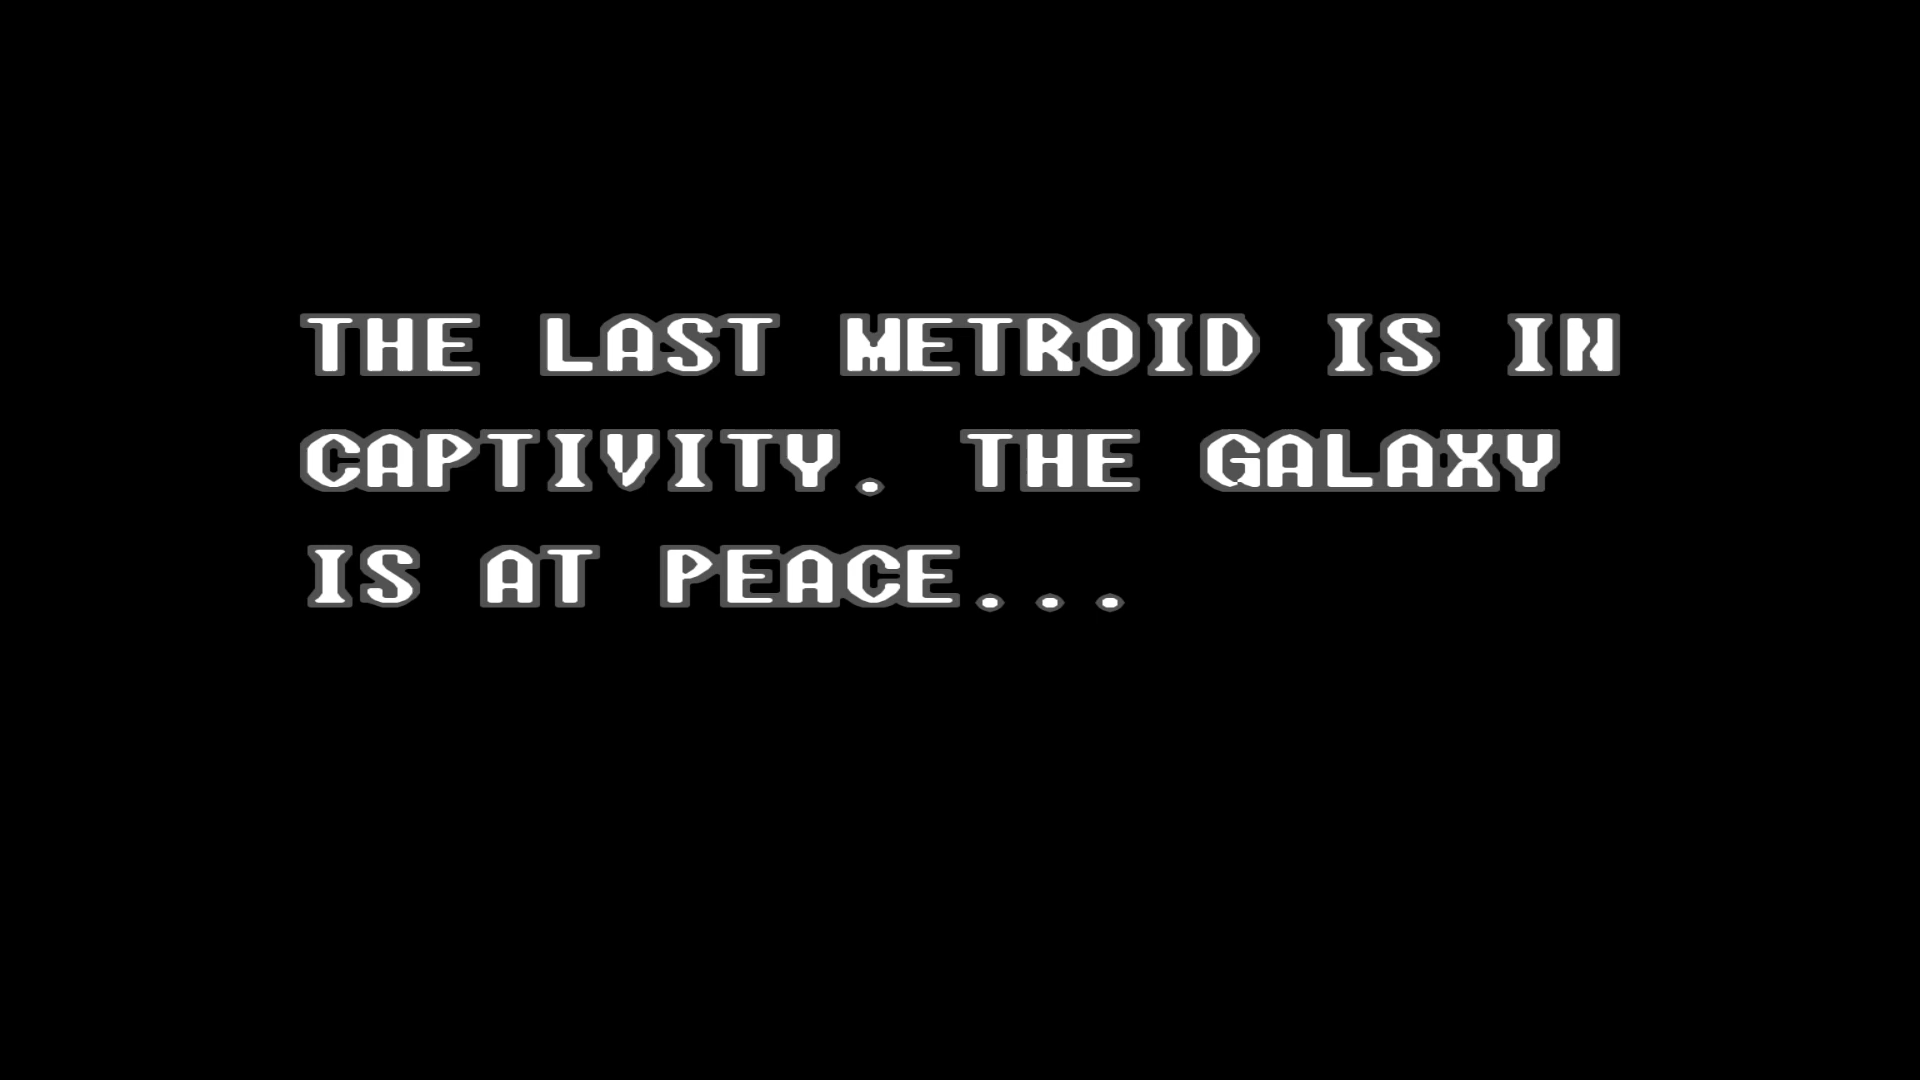 THE LAST METROID IS IN
CAPTIVITY. THE GALAXY
IS AT PEACE...